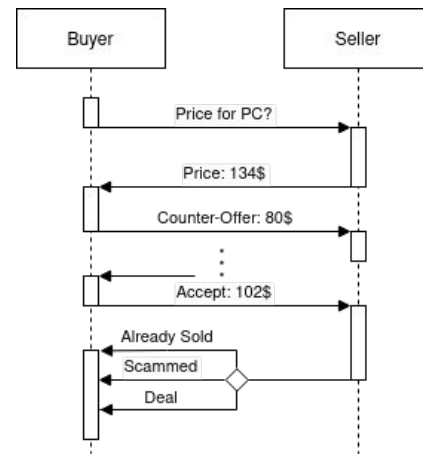 Buyer
Seller
Price for PC?
Price: 134$
Counter-Offer: 80$
Accept: 102$
Already Sold
Scammed
Deal